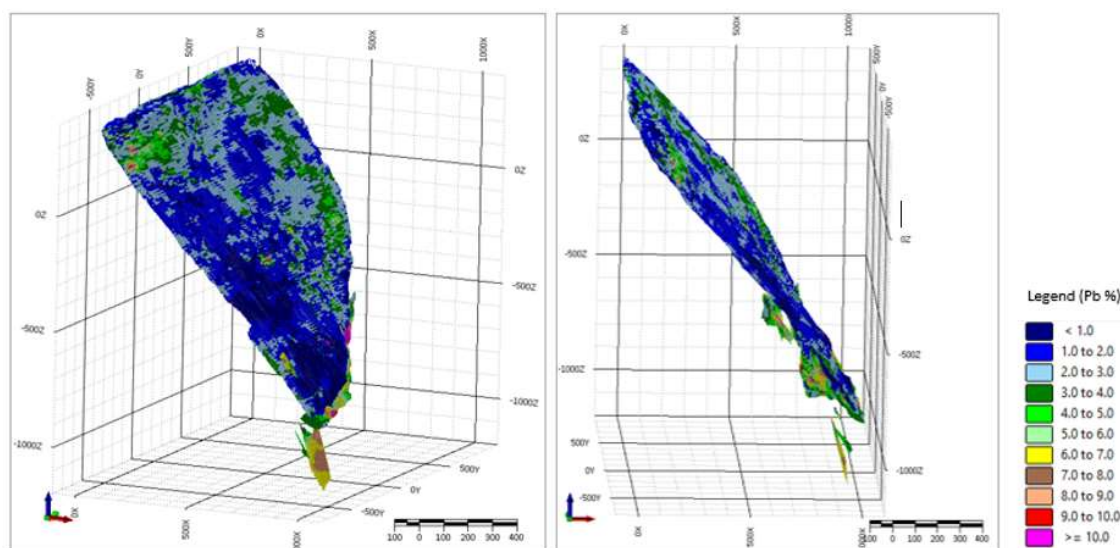 0X
500X
1000X
500Y
0Y
-500Y
0Z
0Z
-500Z
-500Z
-1000Z
-1000Z
500Y
0Y
-500Y
0X
500X
1000X
100 0 100 200 300 400
0X
500X
1000X
500Y
0Y
-500Y
0Z
0Z
-500Z
-500Z
-1000Z
-1000Z
500Y
0Y
-500Y
0X
500X
1000X
100 0 100 200 300 400
Legend (Pb %)
< 1.0
1.0 to 2.0
2.0 to 3.0
3.0 to 4.0
4.0 to 5.0
5.0 to 6.0
6.0 to 7.0
7.0 to 8.0
8.0 to 9.0
9.0 to 10.0
>= 10.0